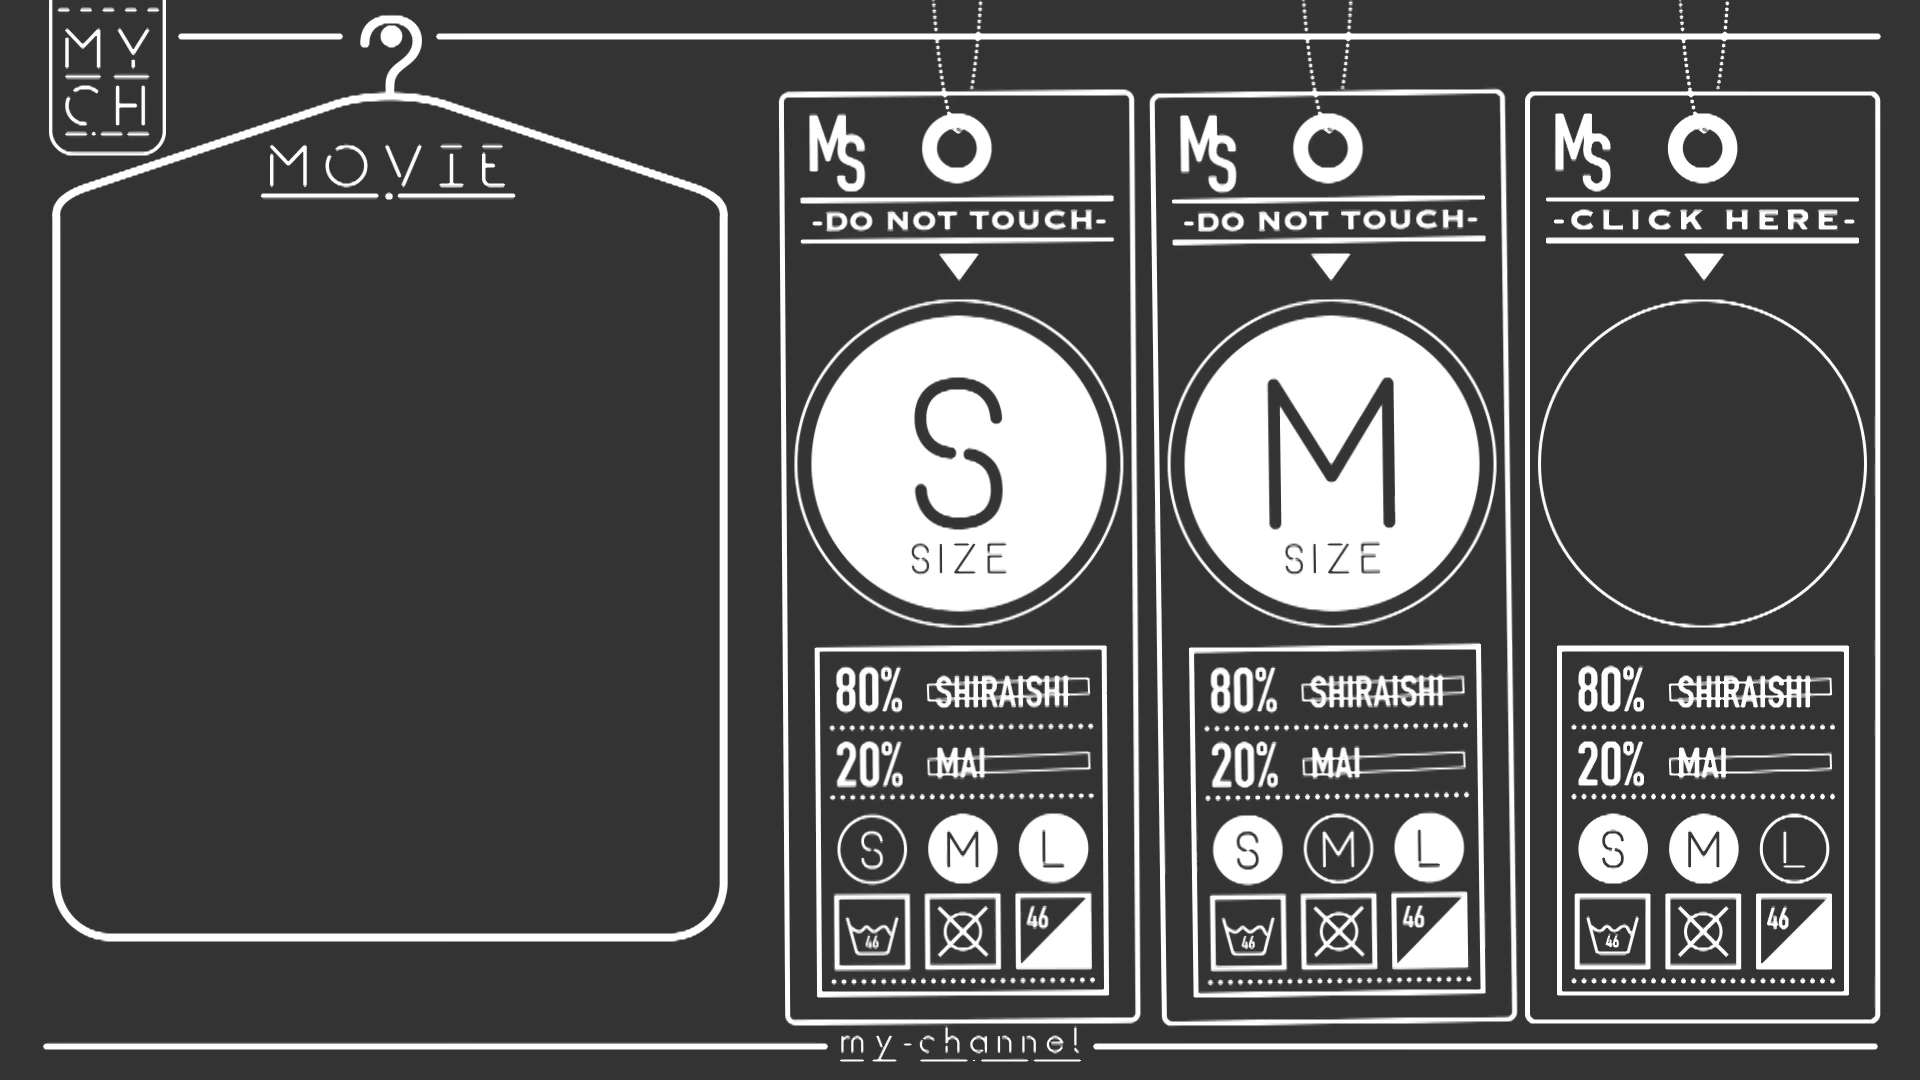 MY
CH
MOVIE
MS
-DO NOT TOUCH-
S
SIZE
80% SHIRAISHI
20% MAI
S M L
46 46
MS
-DO NOT TOUCH-
M
SIZE
80% SHIRAISHI
20% MAI
S M L
46 46
MS
-CLICK HERE-
80% SHIRAISHI
20% MAI
S M L
46 46
my-channel